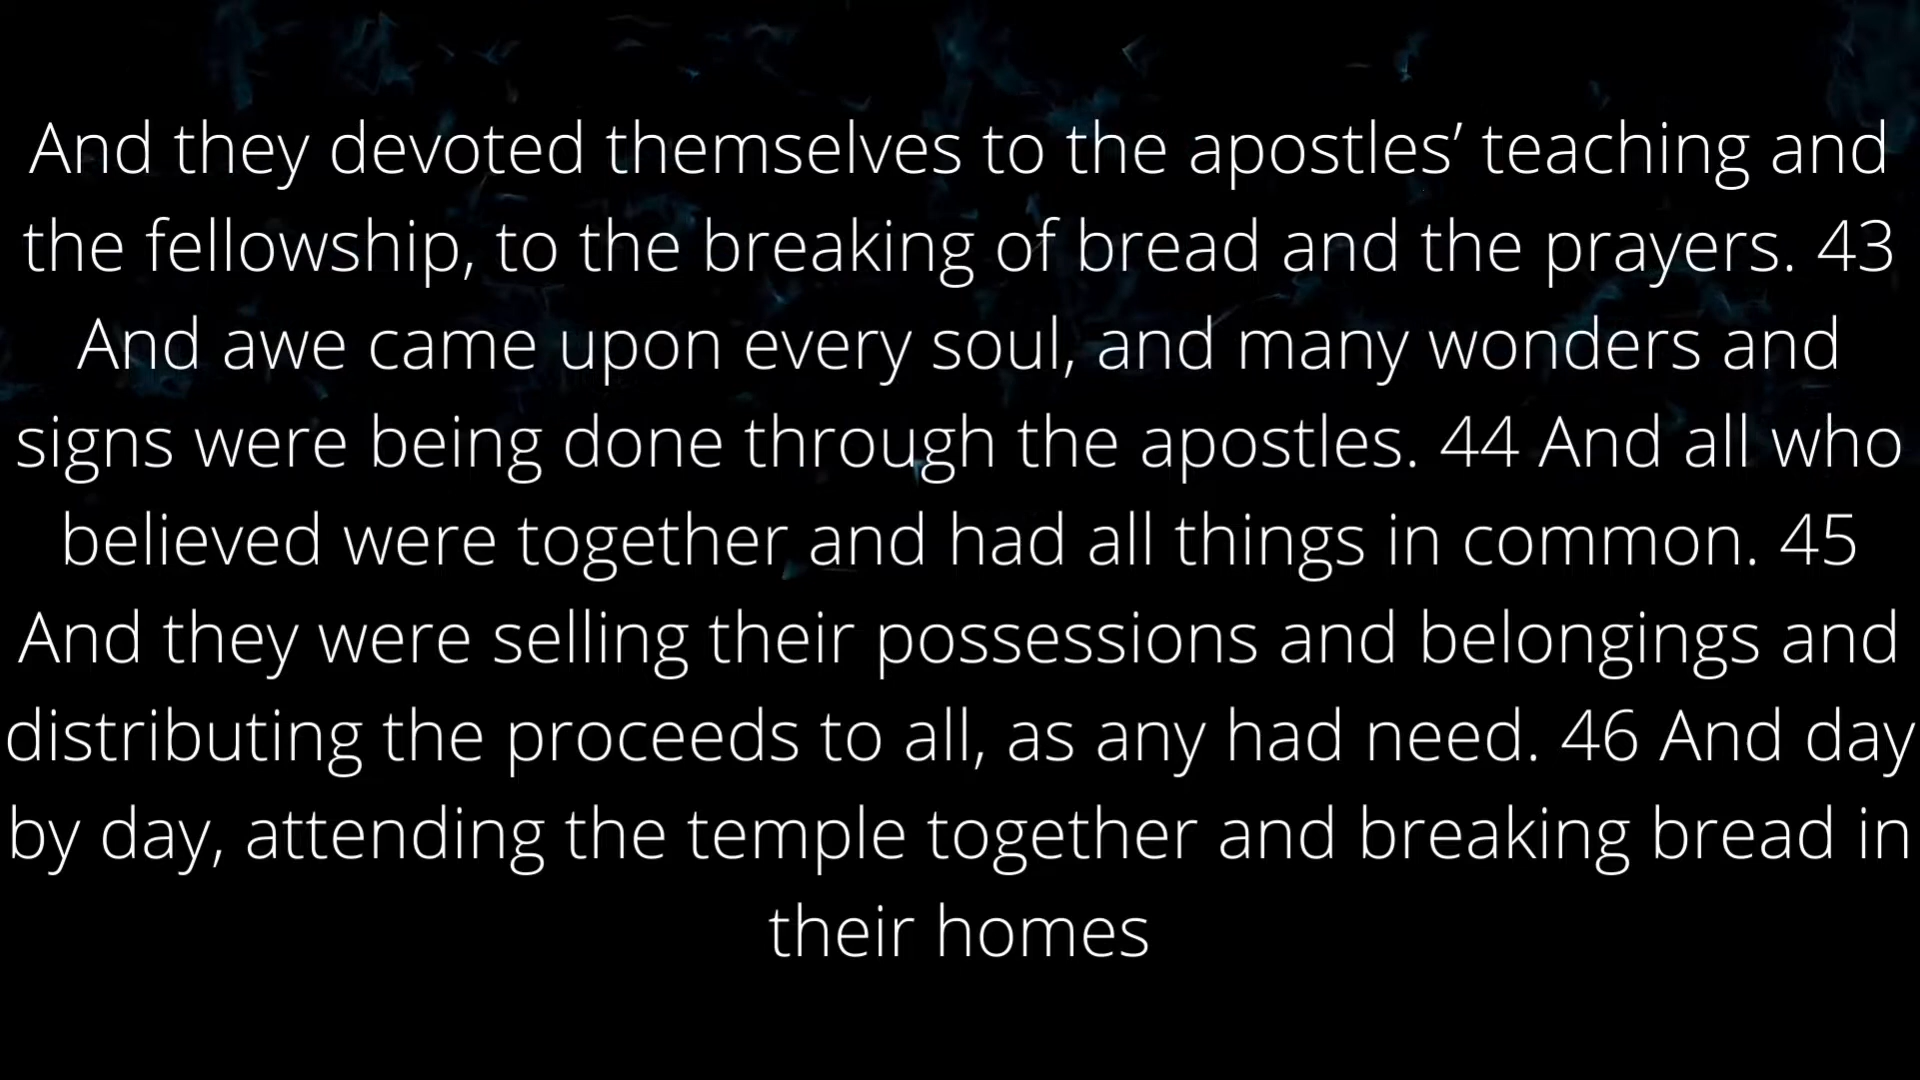 And they devoted themselves to the apostles’ teaching and
the fellowship, to the breaking of bread and the prayers. 43
And awe came upon every soul, and many wonders and
signs were being done through the apostles. 44 And all who
believed were together and had all things in common. 45
And they were selling their possessions and belongings and
distributing the proceeds to all, as any had need. 46 And day
by day, attending the temple together and breaking bread in
their homes